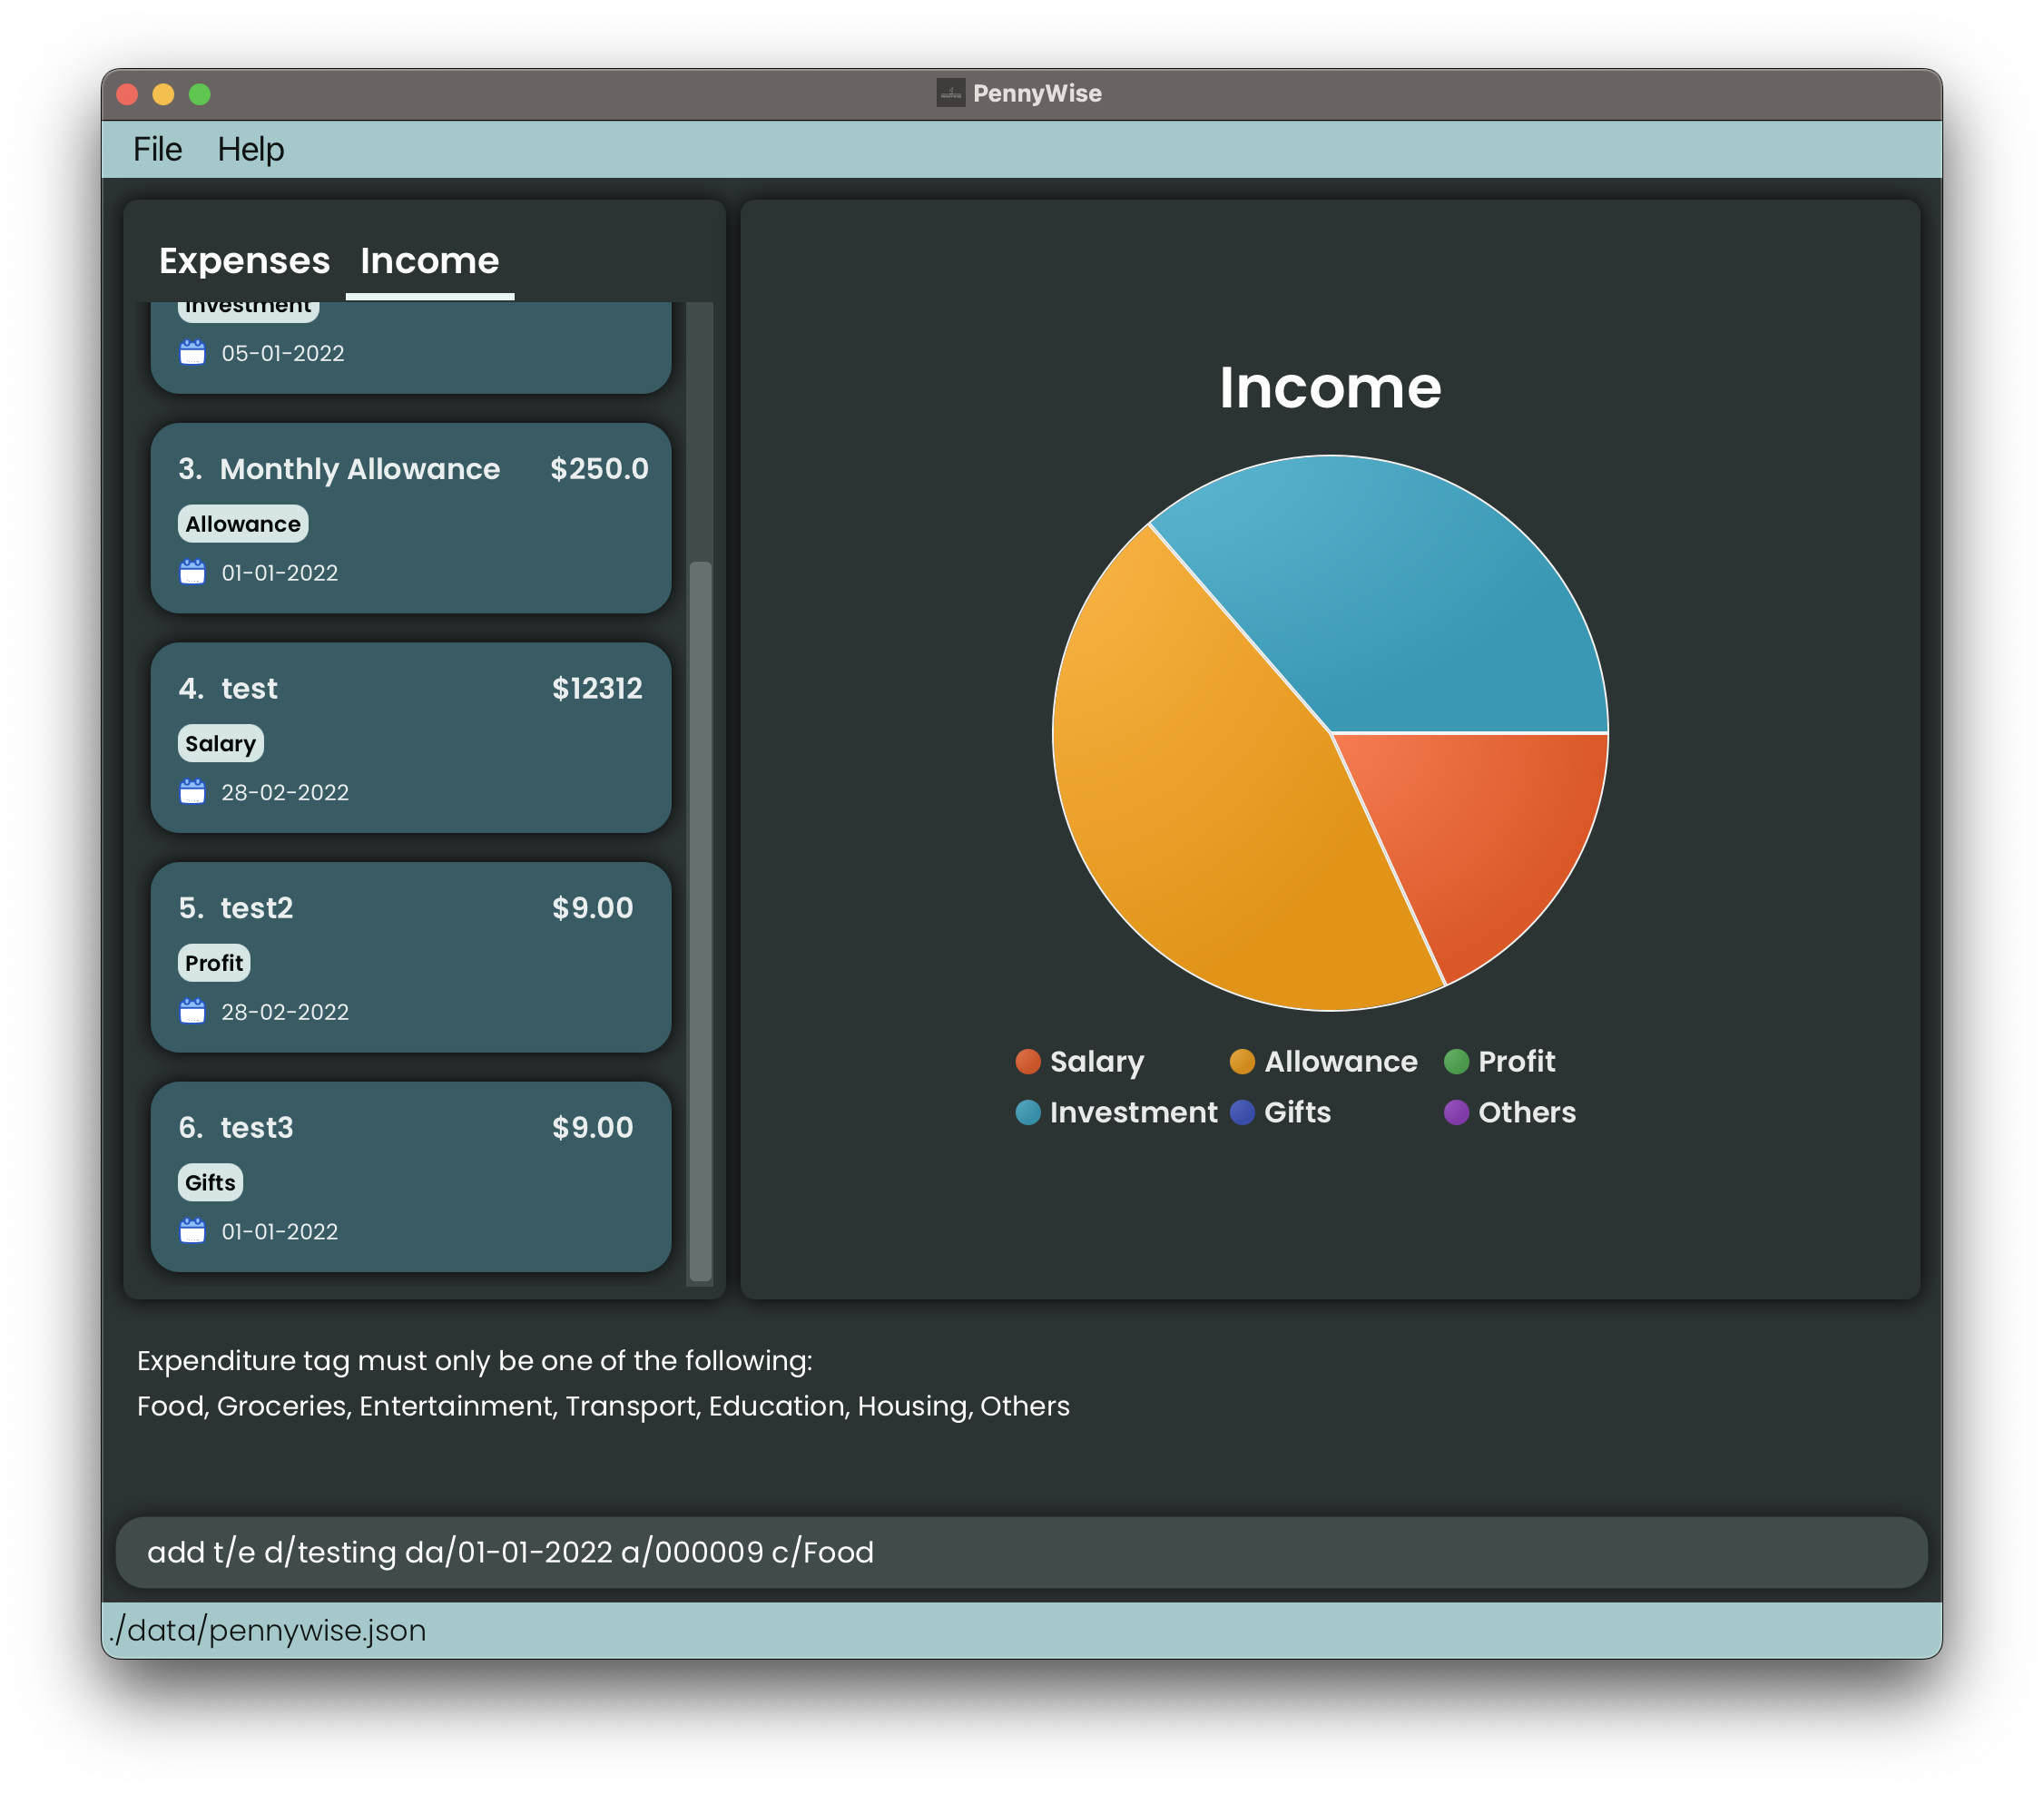 PennyWise
File Help
Expenses Income
Investment
05-01-2022
3. Monthly Allowance $250.0
Allowance
01-01-2022
4. test $12312
Salary
28-02-2022
5. test2 $9.00
Profit
28-02-2022
6. test3 $9.00
Gifts
01-01-2022
Income
Salary Allowance Profit
Investment Gifts Others
Expenditure tag must only be one of the following:
Food, Groceries, Entertainment, Transport, Education, Housing, Others
add t/e d/testing da/01-01-2022 a/000009 c/Food
./data/pennywise.json